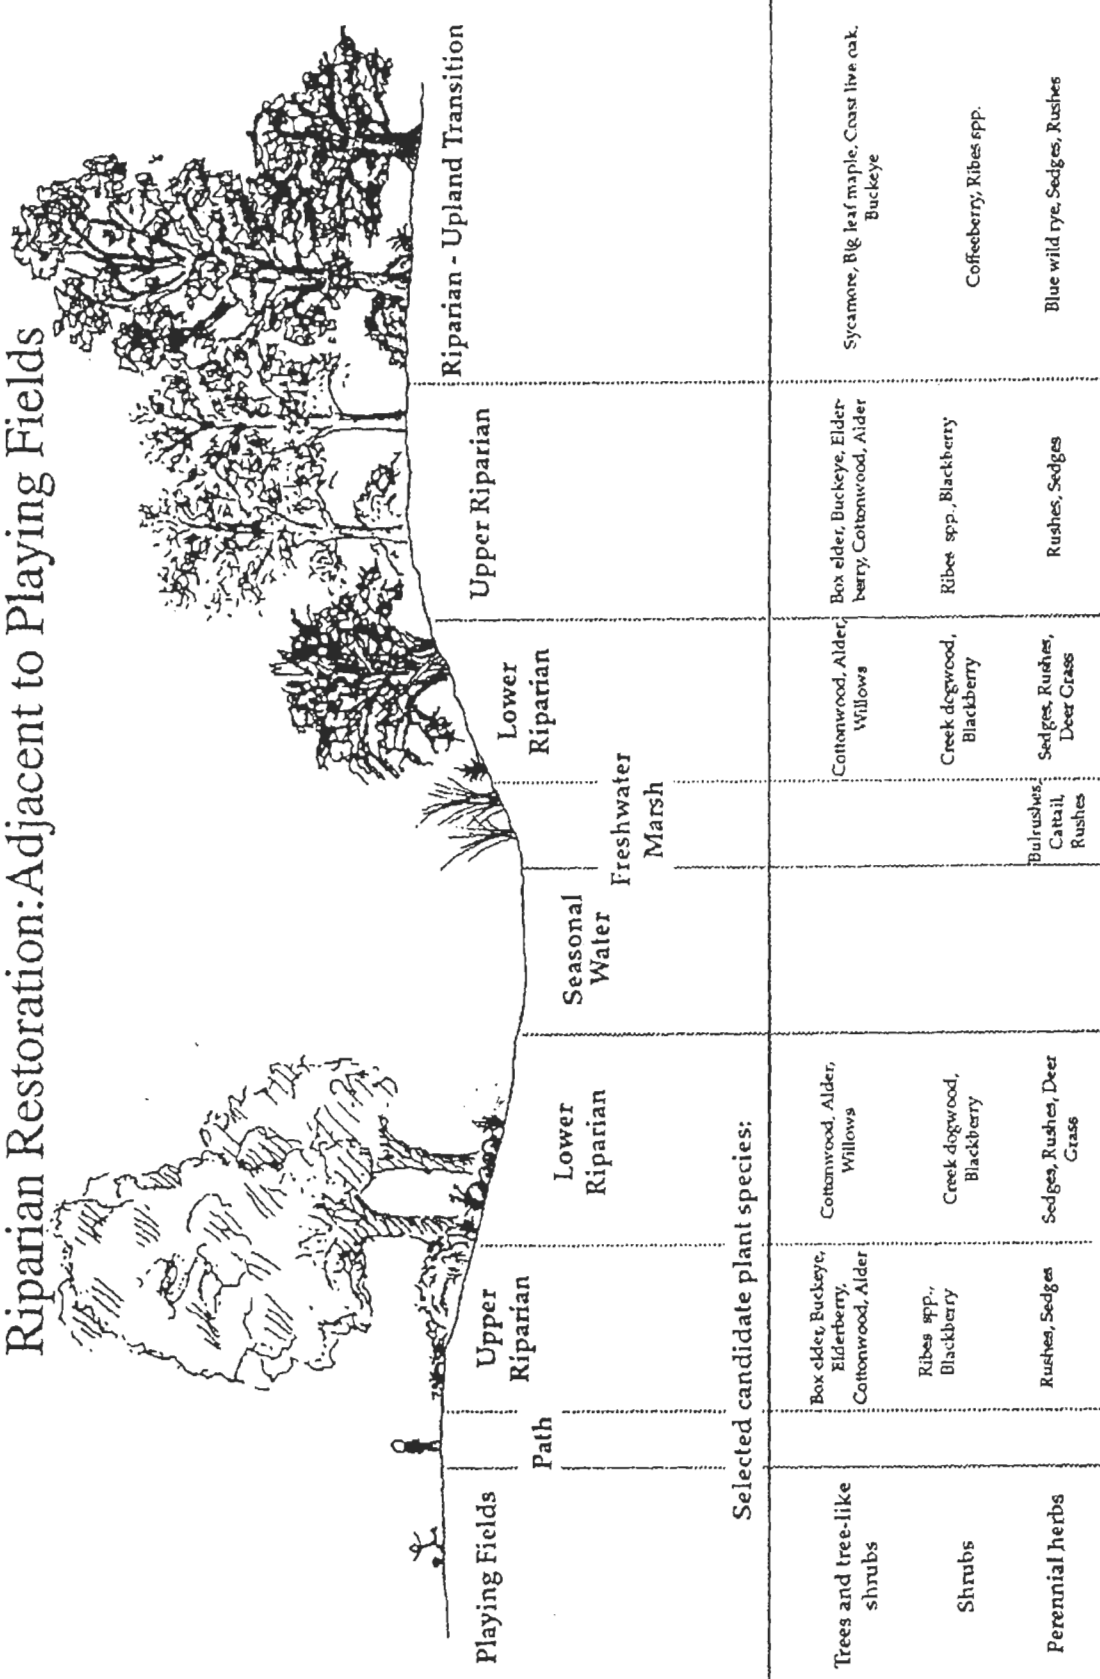 Riparian Restoration: Adjacent to Playing Fields
Playing Fields
Path
Upper
Riparian
Lower
Riparian
Seasonal
Water
Freshwater
Marsh
Lower
Riparian
Upper Riparian
Riparian - Upland Transition
Selected candidate plant species:
Trees and tree-like
shrubs
Box elder, Buckeye,
Elderberry,
Cottonwood, Alder
Cottonwood, Alder,
Willows
Cottonwood, Alder,
Willows
Box elder, Buckeye, Elder-
berry, Cottonwood, Alder
Sycamore, Big leaf maple, Coast live oak.
Buckeye
Shrubs
Ribes spp.,
Blackberry
Creek dogwood,
Blackberry
Creek dogwood,
Blackberry
Ribes spp., Blackberry
Coffeeberry, Ribes spp.
Perennial herbs
Rushes, Sedges
Sedges, Rushes, Deer
Grass
Bulrushes,
Cattail,
Rushes
Sedges, Rushes,
Deer Grass
Rushes, Sedges
Blue wild rye, Sedges, Rushes